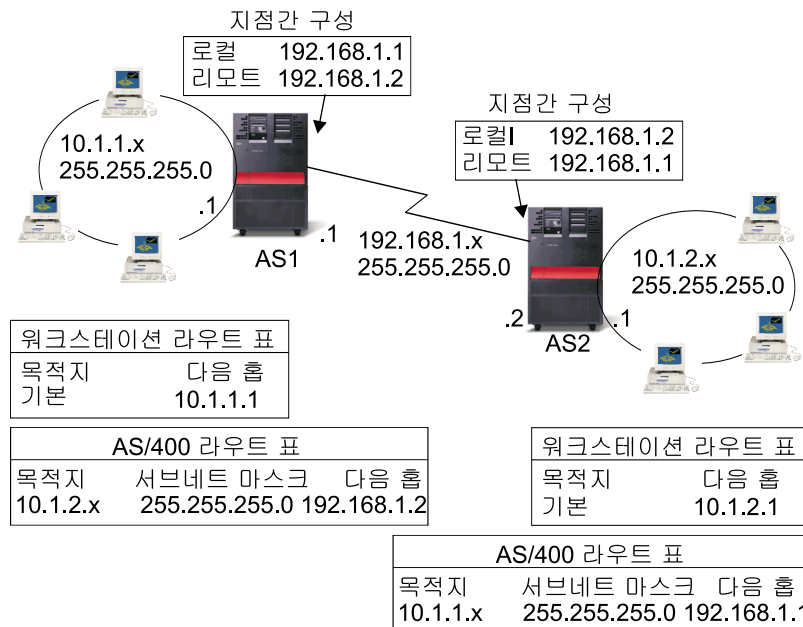 지점간 구성
로컬 192.168.1.1
리모트 192.168.1.2
지점간 구성
로컬l 192.168.1.2
리모트 192.168.1.1
10.1.1.x
255.255.255.0
.1
.1
AS1
192.168.1.x
255.255.255.0
10.1.2.x
255.255.255.0
.2
.1
AS2
워크스테이션 라우트 표
목적지 다음 홉
기본 10.1.1.1
AS/400 라우트 표
목적지 서브네트 마스크 다음 홉
10.1.2.x 255.255.255.0 192.168.1.2
워크스테이션 라우트 표
목적지 다음 홉
기본 10.1.2.1
AS/400 라우트 표
목적지 서브네트 마스크 다음 홉
10.1.1.x 255.255.255.0 192.168.1.1